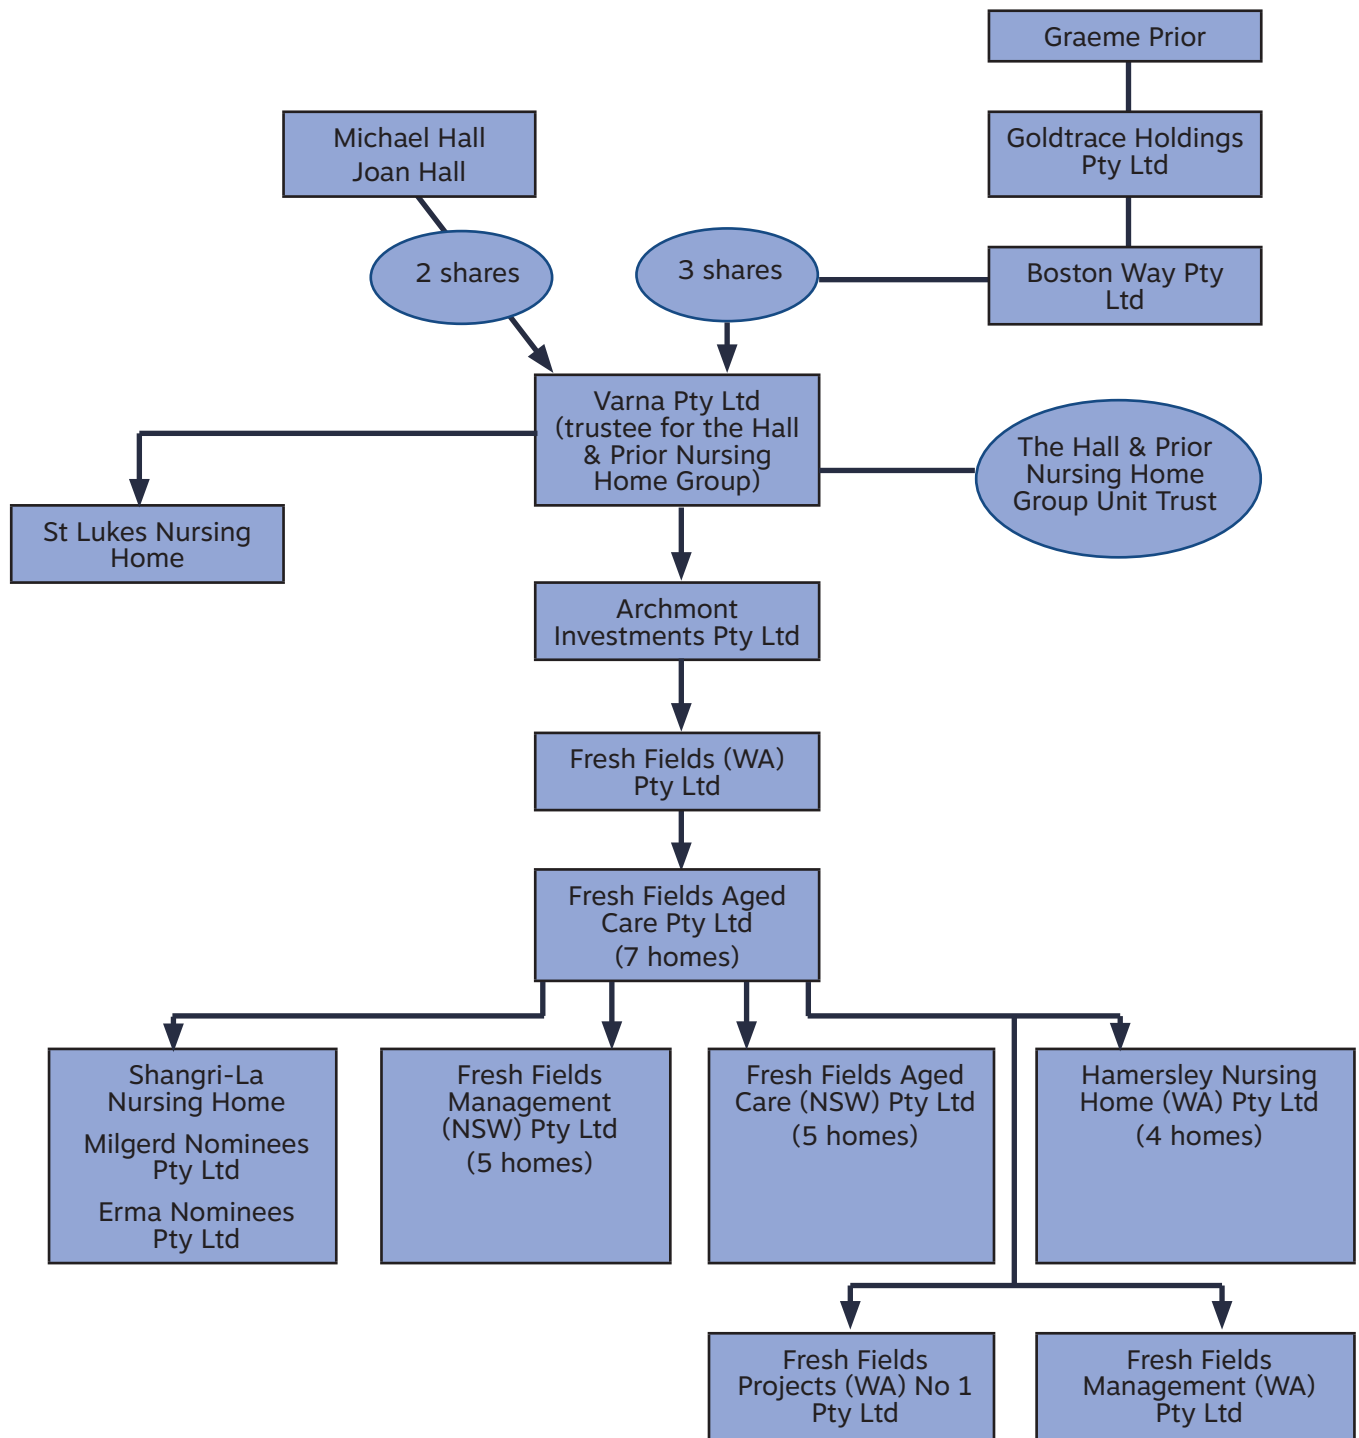 Graeme Prior
Michael Hall
Joan Hall
Goldtrace Holdings
Pty Ltd
2 shares
3 shares
Boston Way Pty
Ltd
Varna Pty Ltd
(trustee for the Hall
& Prior Nursing
Home Group)
The Hall & Prior
Nursing Home
Group Unit Trust
St Lukes Nursing
Home
Archmont
Investments Pty Ltd
Fresh Fields (WA)
Pty Ltd
Fresh Fields Aged
Care Pty Ltd
(7 homes)
Shangri-La
Nursing Home
Milgerd Nominees
Pty Ltd
Erma Nominees
Pty Ltd
Fresh Fields
Management
(NSW) Pty Ltd
(5 homes)
Fresh Fields Aged
Care (NSW) Pty Ltd
(5 homes)
Hamersley Nursing
Home (WA) Pty Ltd
(4 homes)
Fresh Fields
Projects (WA) No 1
Pty Ltd
Fresh Fields
Management (WA)
Pty Ltd